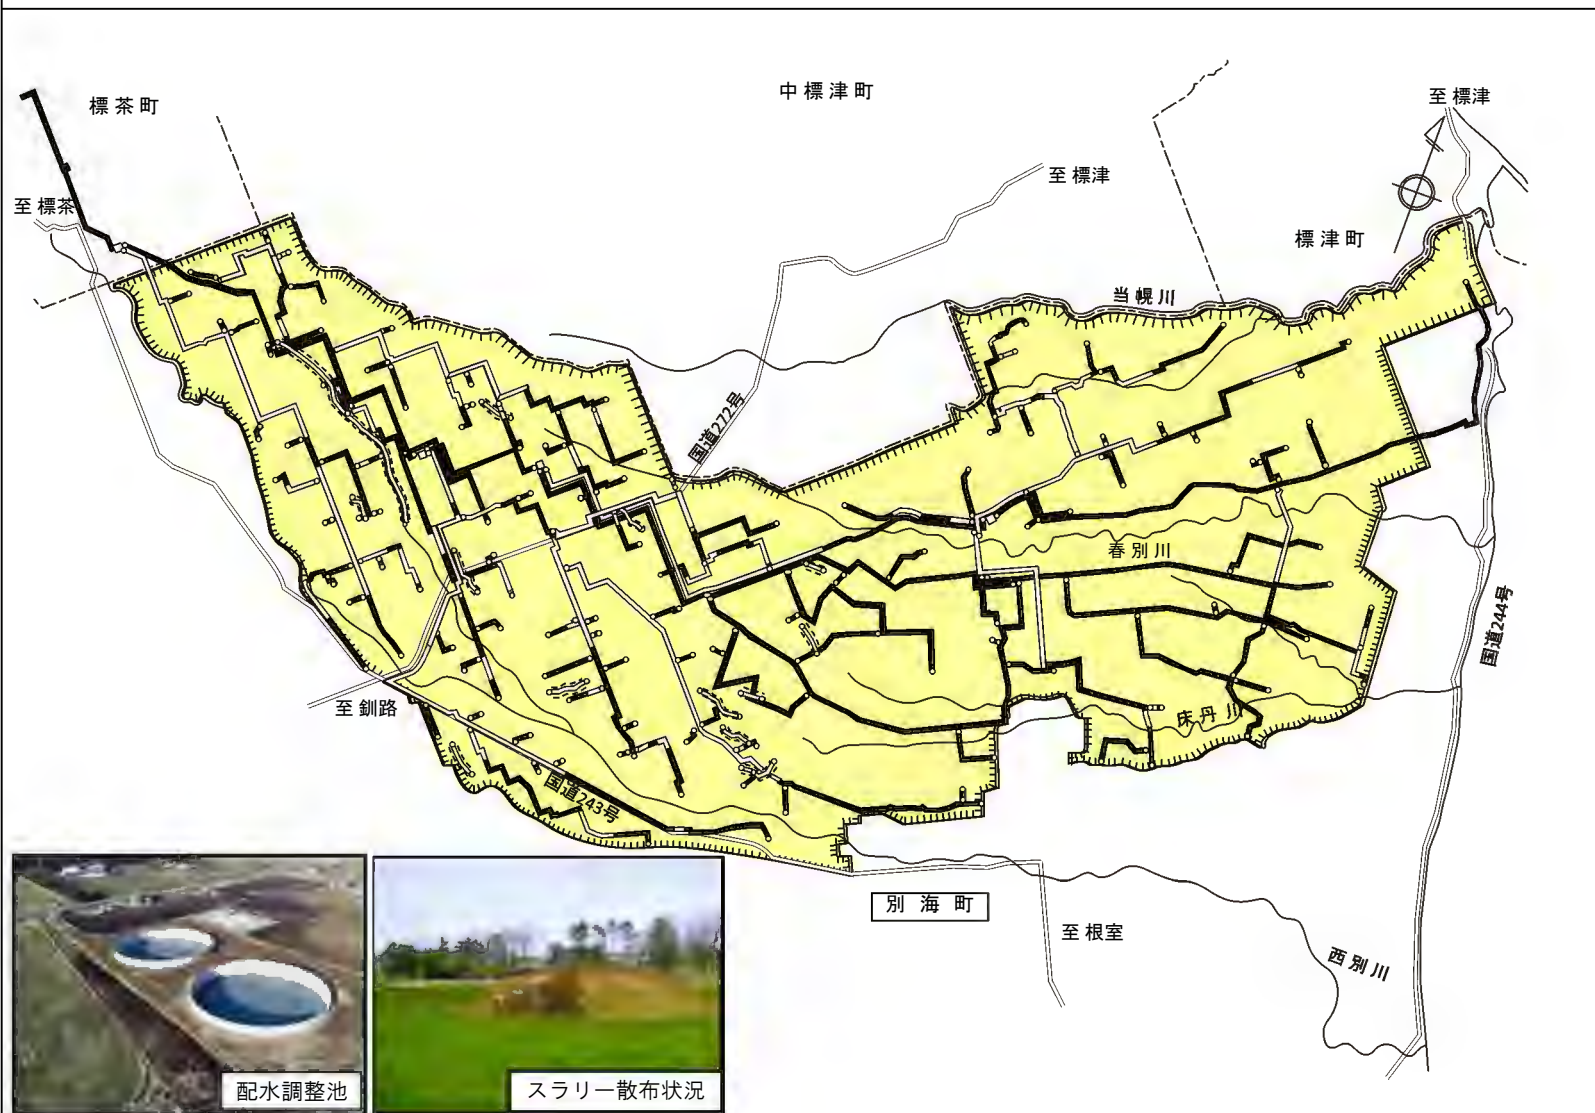 標茶町
中標津町
至標津
至標津
至標茶
標津町
当幌川
国道272号
春別川
国道244号
至釧路
床丹川
国道243号
別海町
至根室
西別川
配水調整池
スラリー散布状況